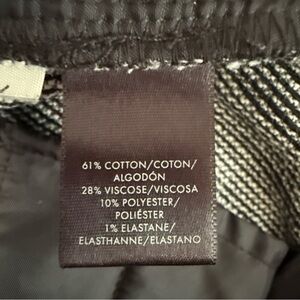 61% COTTON/COTON/
ALGODÓN
28% VISCOSE/VISCOSA
10% POLYESTER/
POLIÉSTER
1% ELASTANE/
ELASTHANNE/ELASTANO